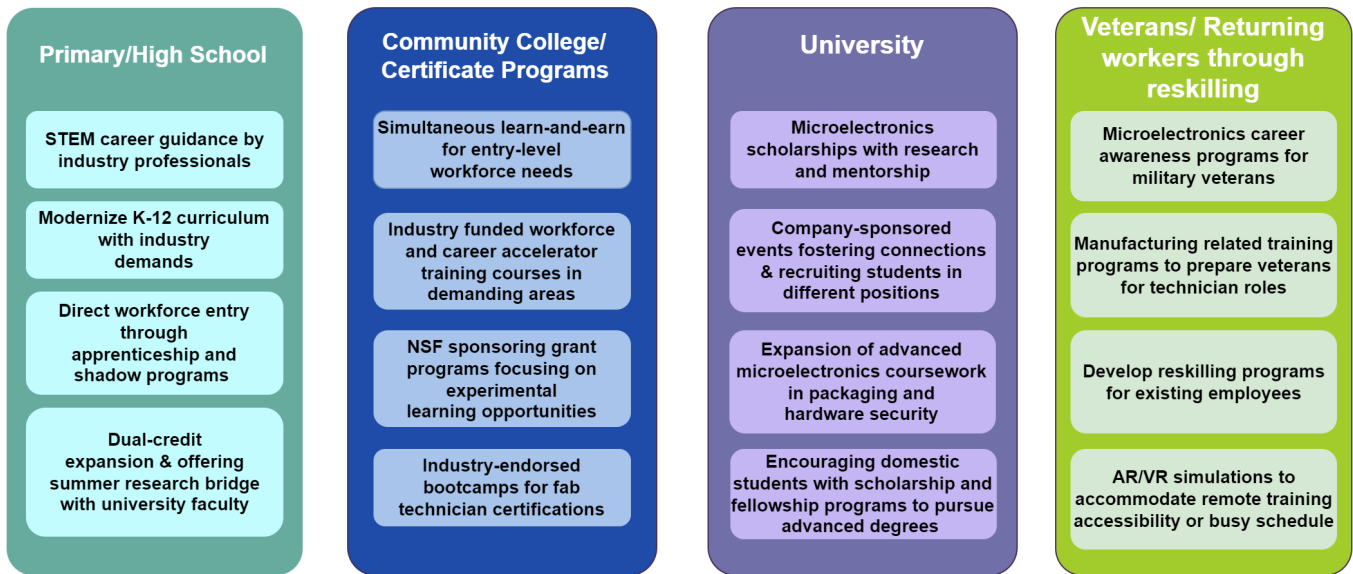 Primary/High School
STEM career guidance by
industry professionals
Modernize K-12 curriculum
with industry
demands
Direct workforce entry
through
apprenticeship and
shadow programs
Dual-credit
expansion & offering
summer research bridge
with university faculty
Community College/
Certificate Programs
Simultaneous learn-and-earn
for entry-level
workforce needs
Industry funded workforce
and career accelerator
training courses in
demanding areas
NSF sponsoring grant
programs focusing on
experimental
learning opportunities
Industry-endorsed
bootcamps for fab
technician certifications
University
Microelectronics
scholarships with research
and mentorship
Company-sponsored
events fostering connections
& recruiting students in
different positions
Expansion of advanced
microelectronics coursework
in packaging and
hardware security
Encouraging domestic
students with scholarship and
fellowship programs to pursue
advanced degrees
Veterans/ Returning
workers through
reskilling
Microelectronics career
awareness programs for
military veterans
Manufacturing related training
programs to prepare veterans
for technician roles
Develop reskilling programs
for existing employees
AR/VR simulations to
accommodate remote training
accessibility or busy schedule